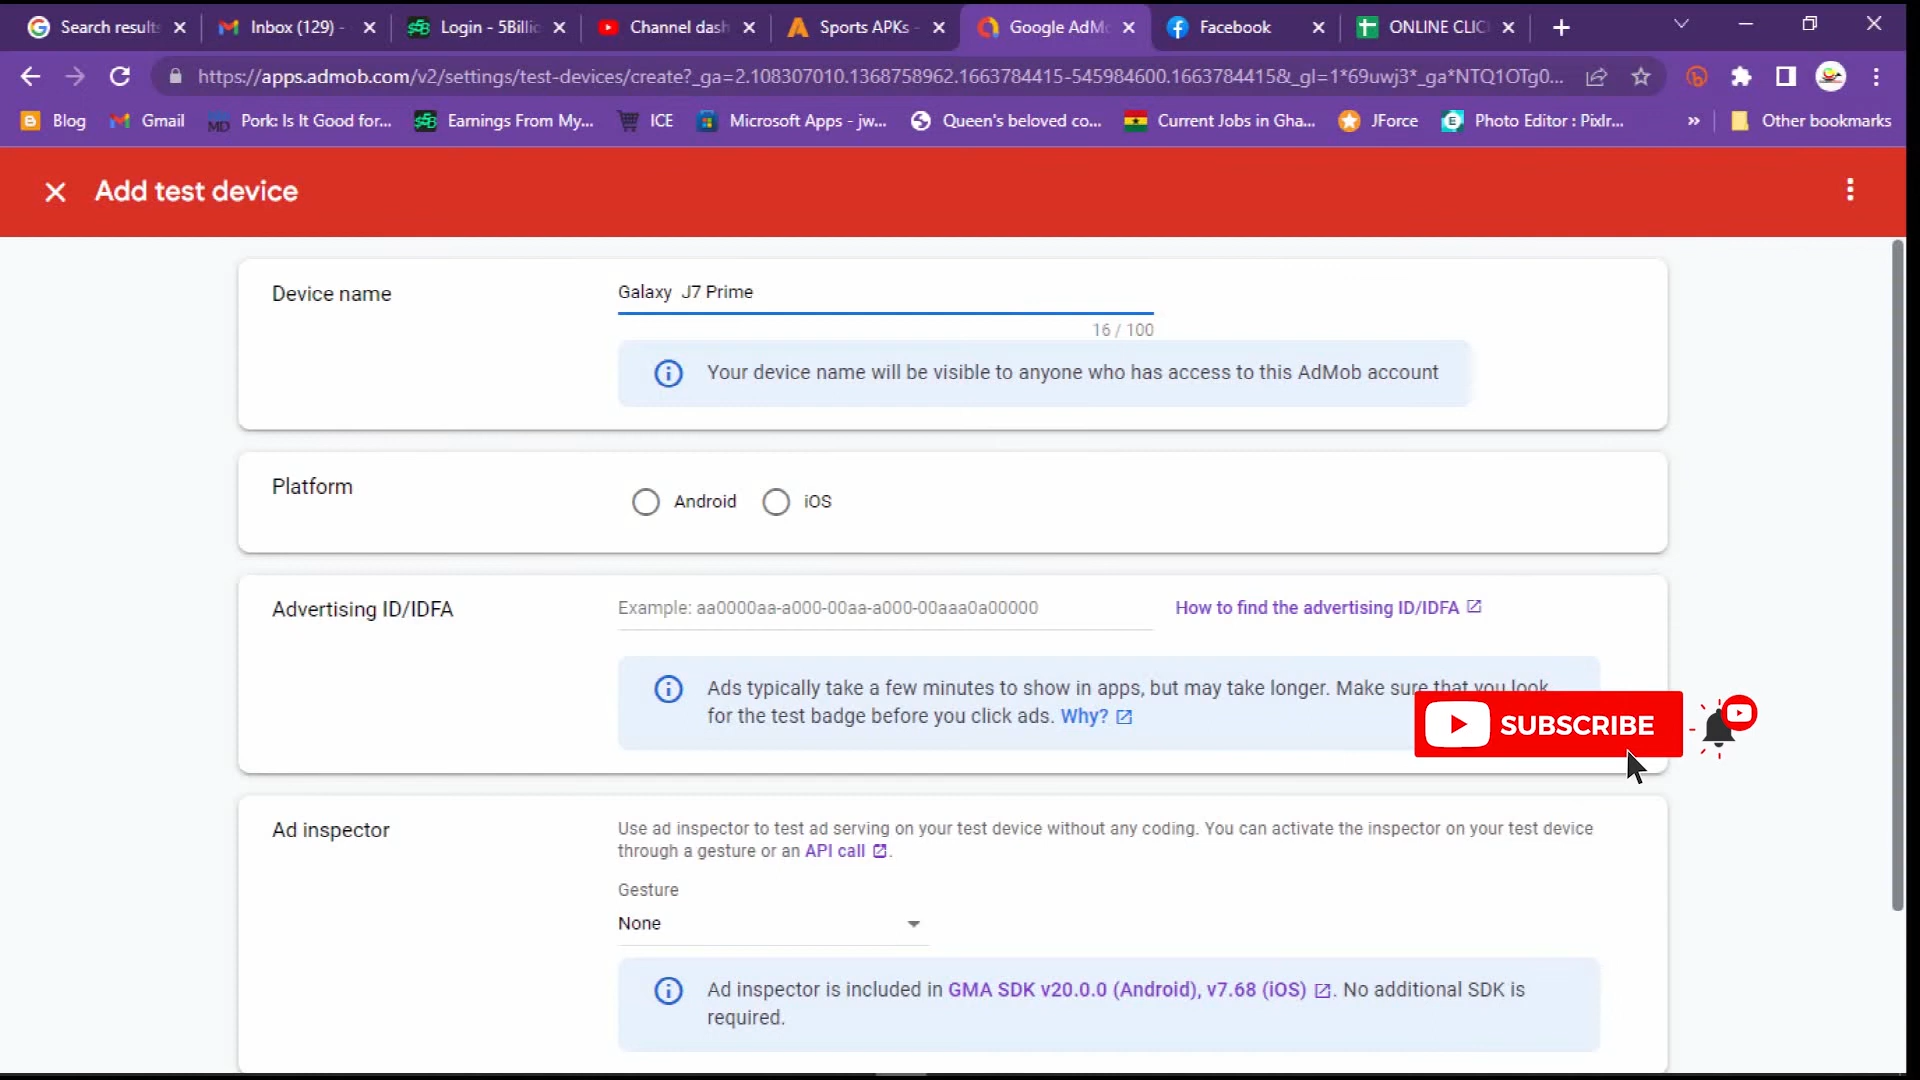 Search results
Inbox (129) -
Login - 5Billi
Channel dash
Sports APKs -
Google AdMo
Facebook
ONLINE CLIC
https://apps.admob.com/v2/settings/test-devices/create?_ga=2.108307010.1368758962.1663784415-545984600.1663784415&_gl=1*69uwj3*_ga*NTQ1OTg0...
Blog
Gmail
Pork: Is It Good for...
Earnings From My...
ICE
Microsoft Apps - jw...
Queen's beloved co...
Current Jobs in Gha...
JForce
Photo Editor : Pixlr...
»
Other bookmarks
Add test device
Device name
Galaxy  J7 Prime
16 / 100
Your device name will be visible to anyone who has access to this AdMob account
Platform
Android
iOS
Advertising ID/IDFA
Example: aa0000aa-a000-00aa-a000-00aaa0a00000
How to find the advertising ID/IDFA
Ads typically take a few minutes to show in apps, but may take longer. Make sure that you look
for the test badge before you click ads. Why?
SUBSCRIBE
Ad inspector
Use ad inspector to test ad serving on your test device without any coding. You can activate the inspector on your test device
through a gesture or an API call .
Gesture
None
Ad inspector is included in GMA SDK v20.0.0 (Android), v7.68 (iOS) . No additional SDK is
required.